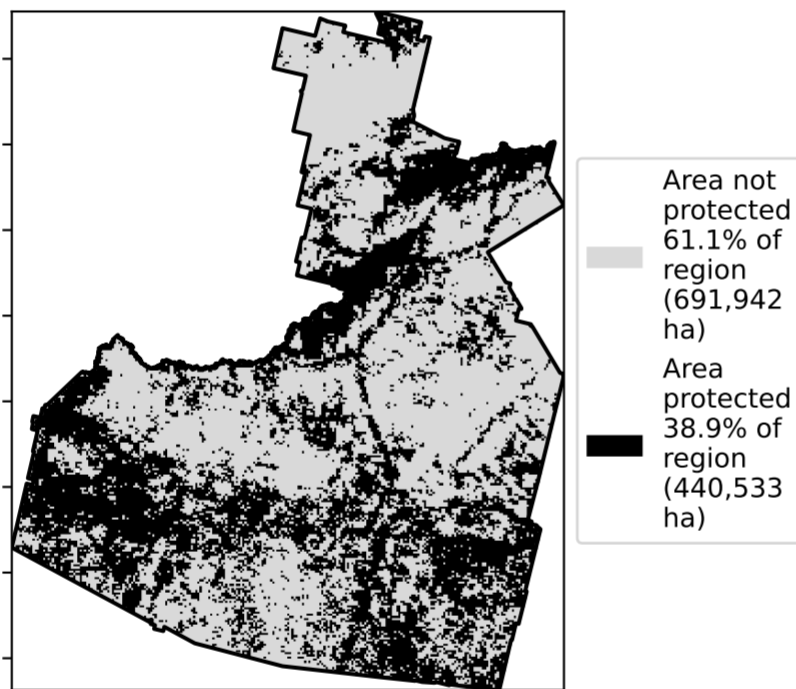 Area not
protected
61.1% of
region
(691,942
ha)
Area
protected
38.9% of
region
(440,533
ha)